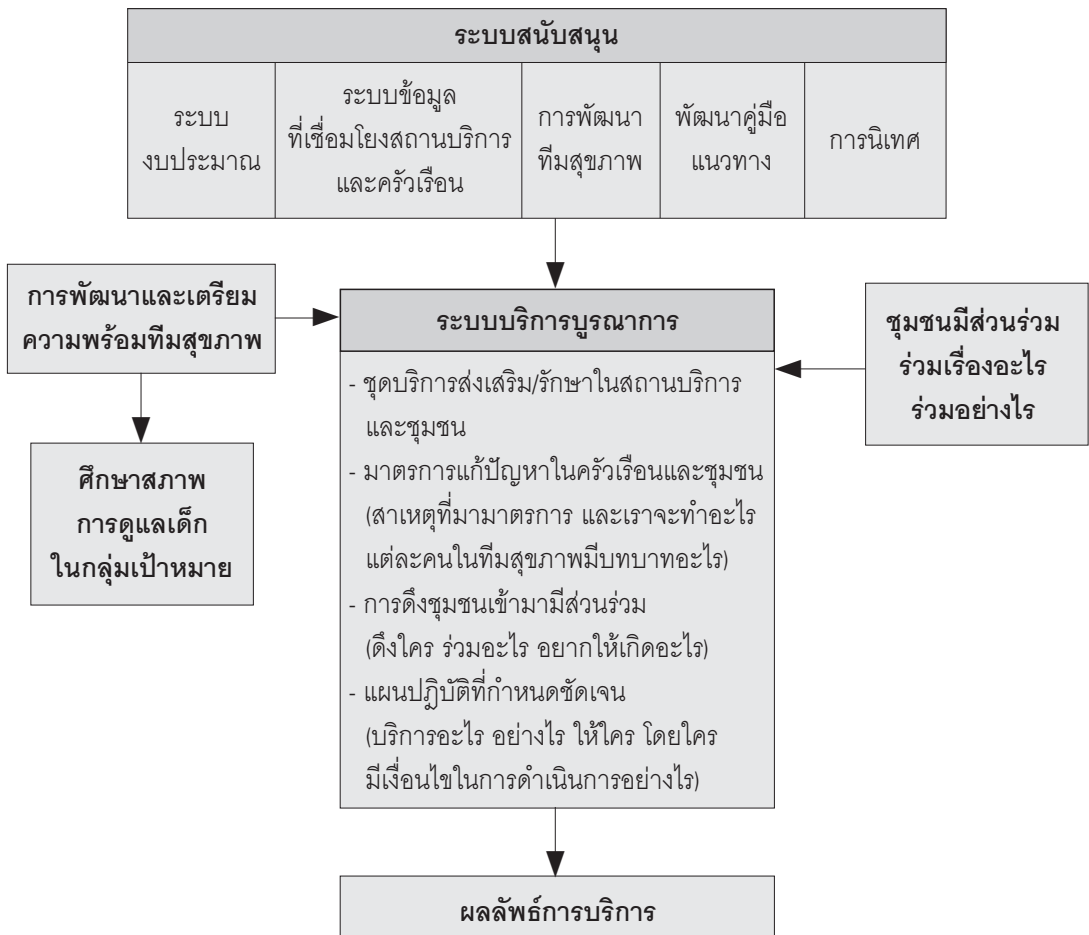 ระบบสนับสนุน
ระบบ
งบประมาณ
ระบบข้อมูล
ที่เชื่อมโยงสถานบริการ
และครัวเรือน
การพัฒนา
ทีมสุขภาพ
พัฒนาคู่มือ
แนวทาง
การนิเทศ
การพัฒนาและเตรียม
ความพร้อมทีมสุขภาพ
ศึกษาสภาพ
การดูแลเด็ก
ในกลุ่มเป้าหมาย
ระบบบริการบูรณาการ
- ชุดบริการส่งเสริม/รักษาในสถานบริการ
และชุมชน
- มาตรการแก้ปัญหาในครัวเรือนและชุมชน
(สาเหตุที่มามาตรการ และเราจะทำอะไร
แต่ละคนในทีมสุขภาพมีบทบาทอะไร)
- การดึงชุมชนเข้ามามีส่วนร่วม
(ดึงใคร ร่วมอะไร อยากให้เกิดอะไร)
- แผนปฏิบัติที่กำหนดชัดเจน
(บริการอะไร อย่างไร ให้ใคร โดยใคร
มีเงื่อนไขในการดำเนินการอย่างไร)
ชุมชนมีส่วนร่วม
ร่วมเรื่องอะไร
ร่วมอย่างไร
ผลลัพธ์การบริการ